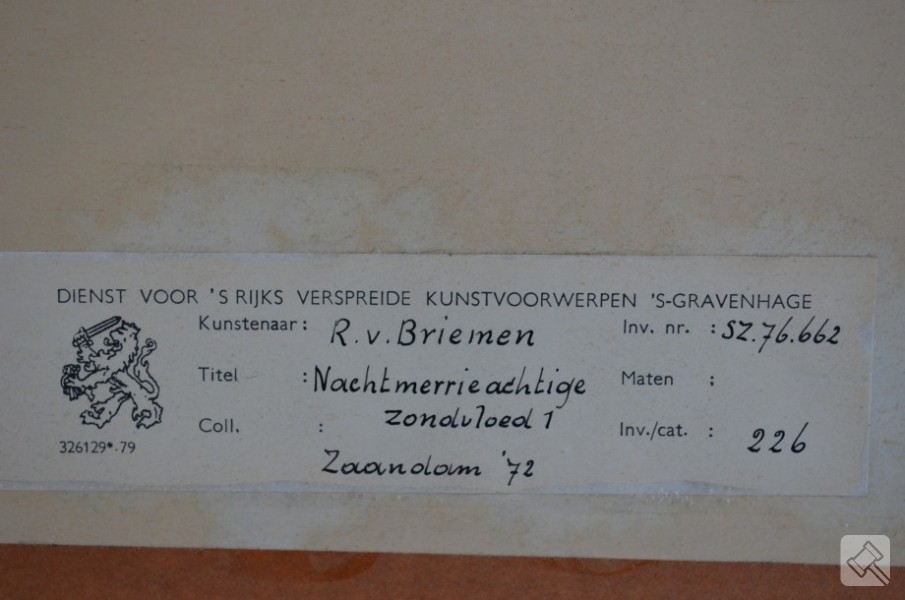 DIENST VOOR 'S RIJKS VERSPREIDE KUNSTVOORWERPEN 'S-GRAVENHAGE
Kunstenaar: R.v.Briemen Inv. nr. : SZ.76.662
Titel : Nachtmerrieachtige Maten :
zondvloed 1
Coll. : Inv./cat. : 226
326129*-79
Zaandam '72